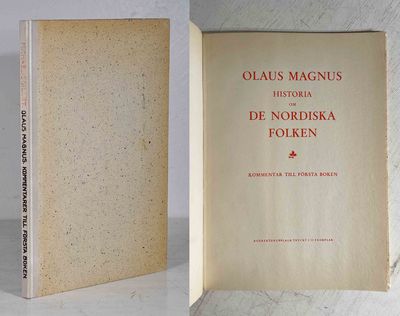 OLAUS MAGNUS. KOMMENTARER TILL FÖRSTA BOKEN
OLAUS MAGNUS
HISTORIA
OM
DE NORDISKA
FOLKEN
KOMMENTAR TILL FÖRSTA BOKEN